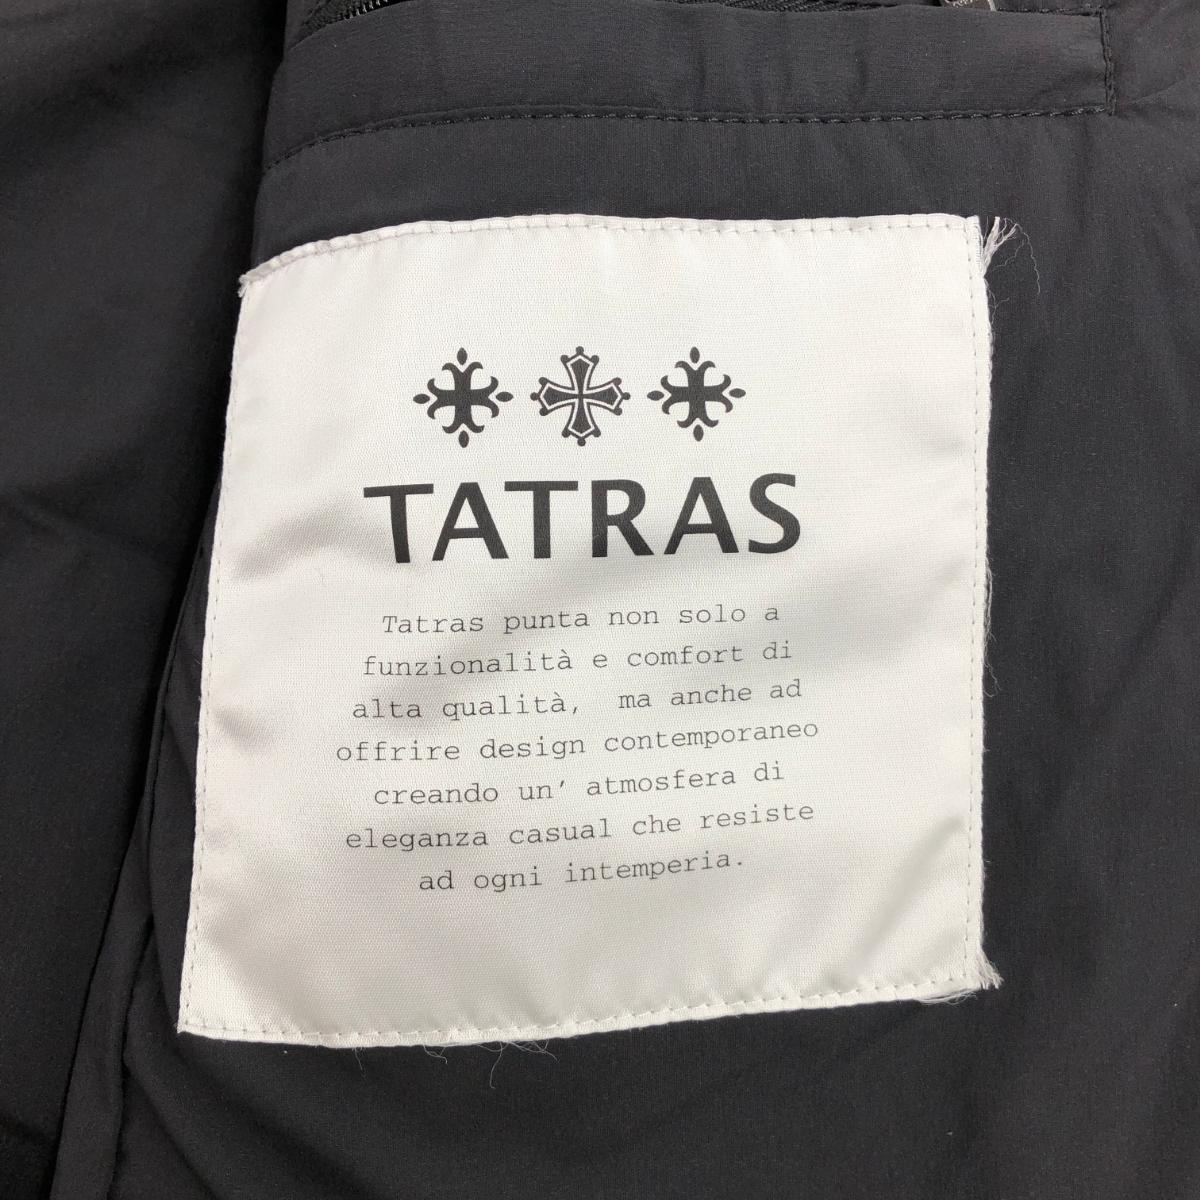 TATRAS
Tatras punta non solo a
funzionalità e comfort di
alta qualità, ma anche ad
offrire design contemporaneo
creando un' atmosfera di
eleganza casual che resiste
ad ogni intemperia.